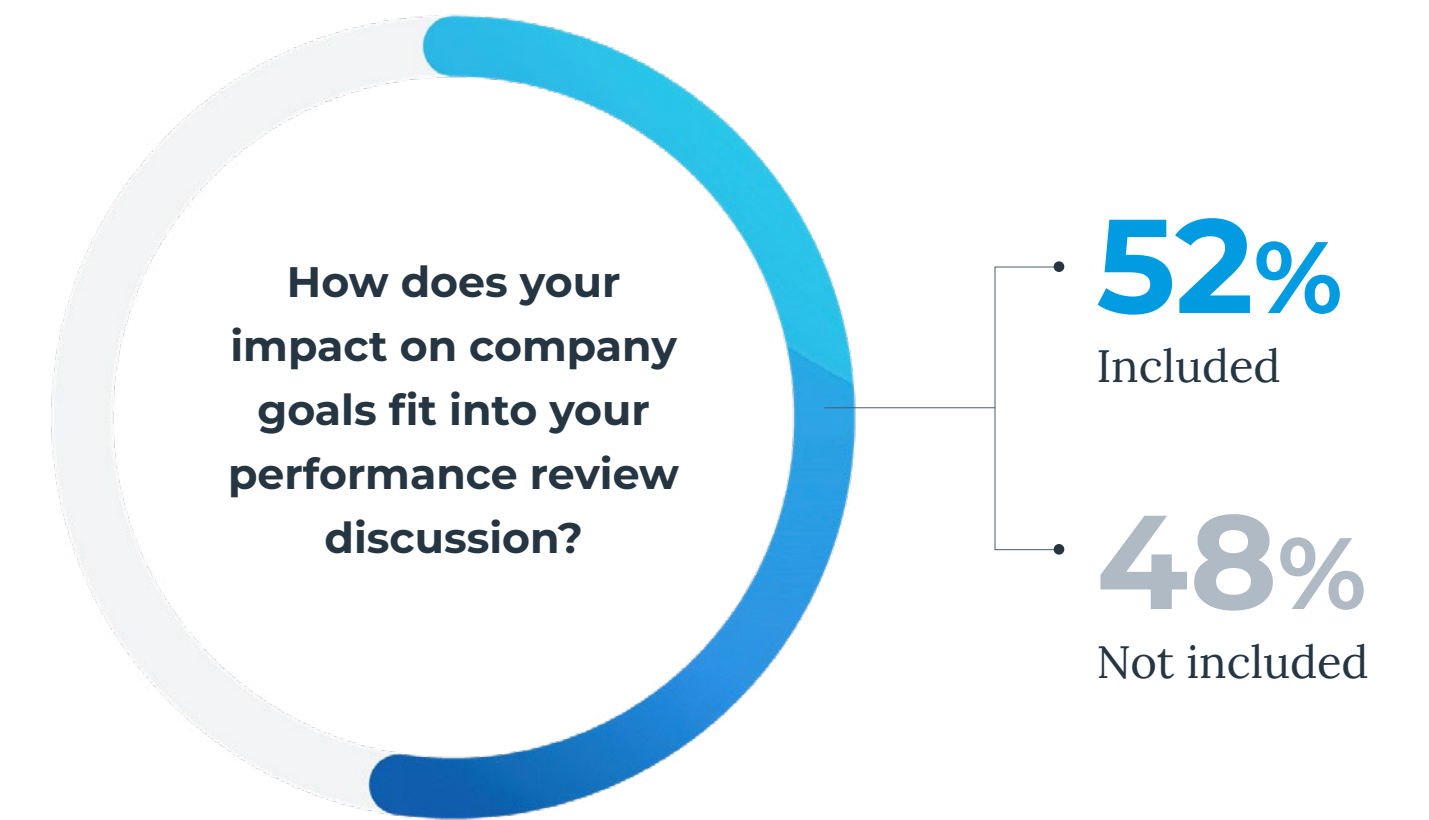 How does your
impact on company
goals fit into your
performance review
discussion?
52%
Included
48%
Not included